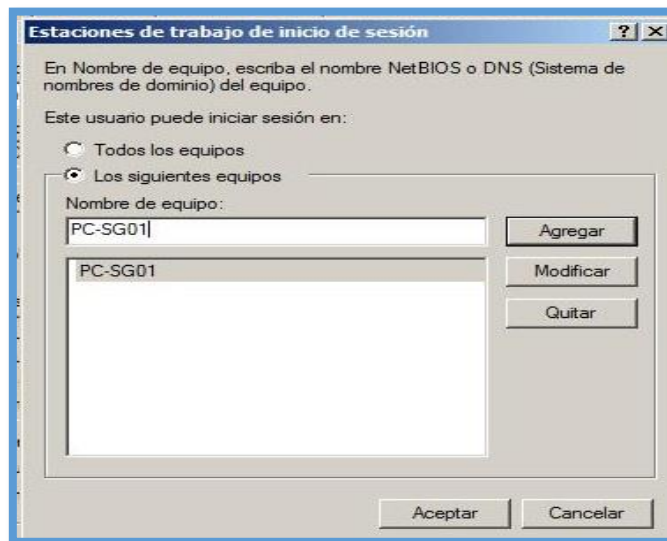 Estaciones de trabajo de inicio de sesión
En Nombre de equipo, escriba el nombre NetBIOS o DNS (Sistema de
nombres de dominio) del equipo.
Este usuario puede iniciar sesión en:
Todos los equipos
Los siguientes equipos
Nombre de equipo:
PC-SG01
Agregar
PC-SG01
Modificar
Quitar
Aceptar
Cancelar